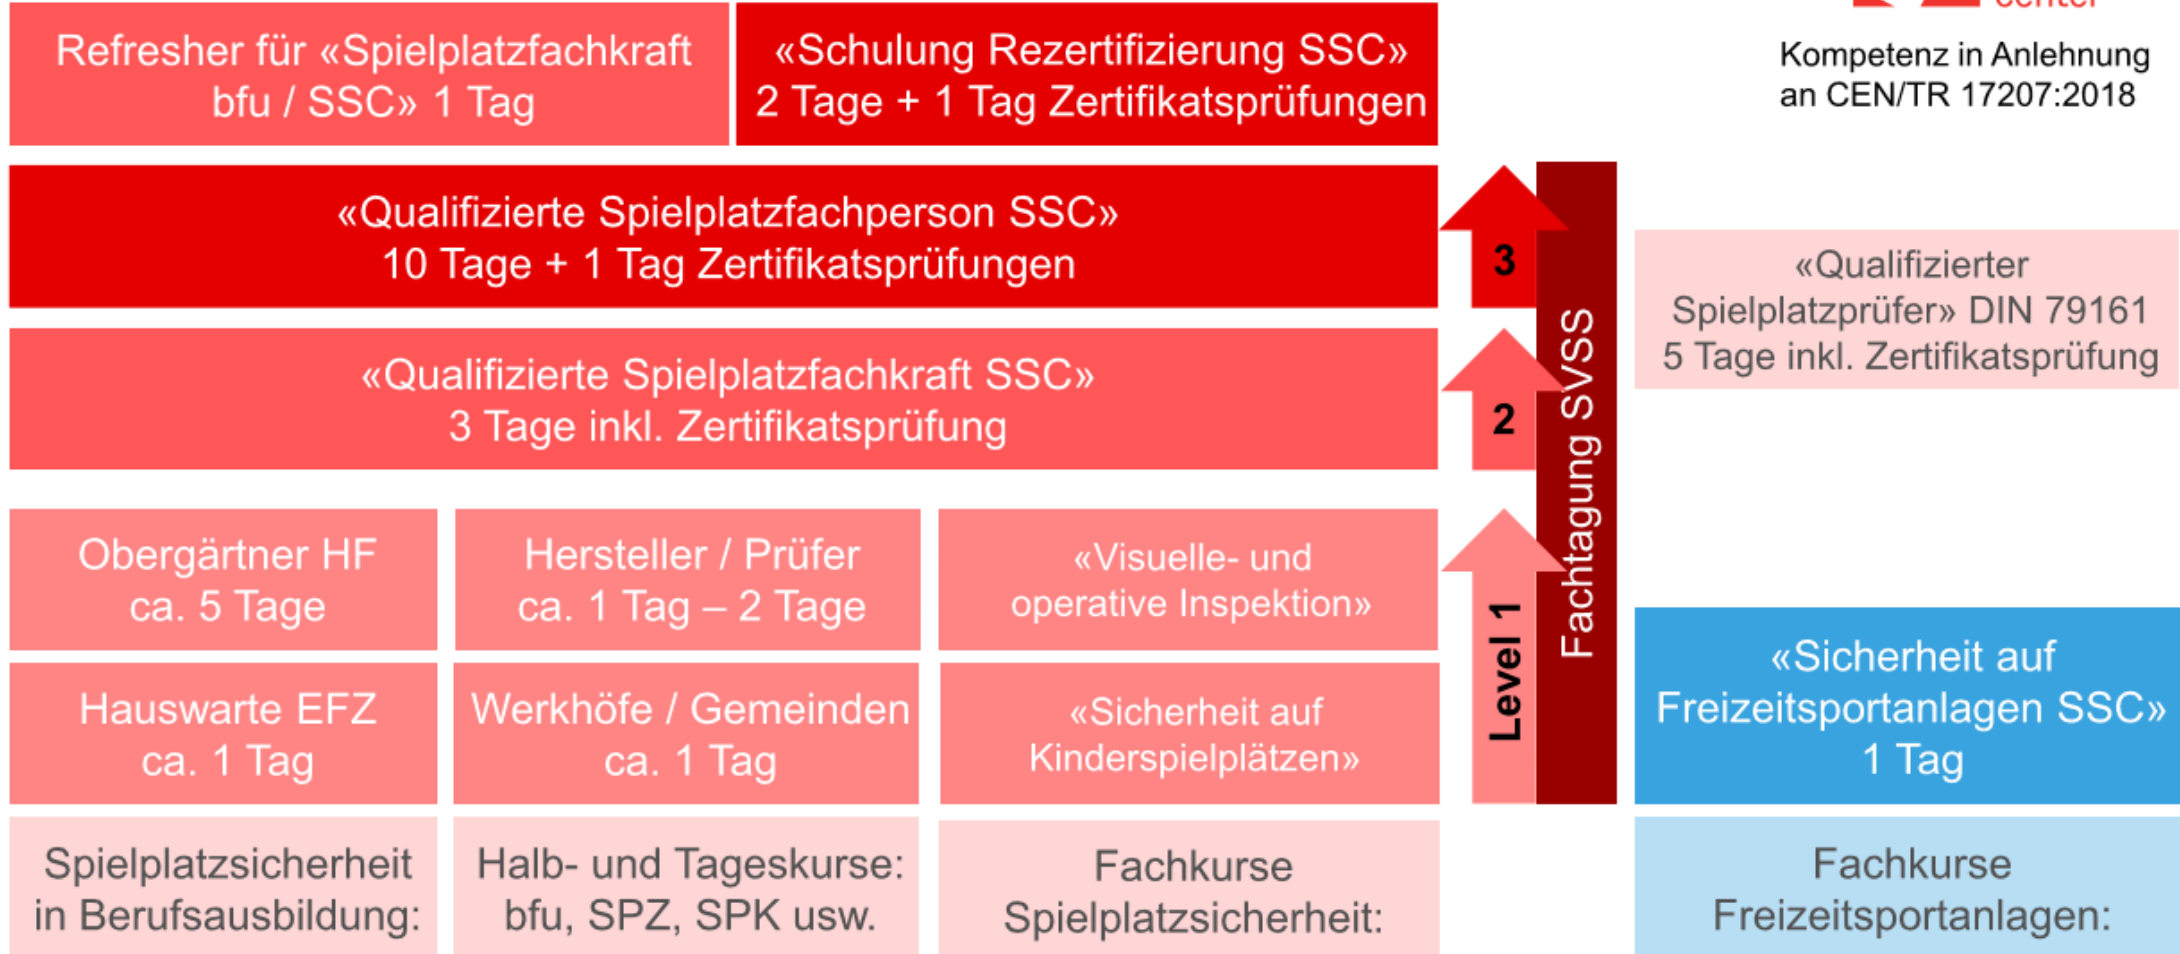 center
Kompetenz in Anlehnung
an CEN/TR 17207:2018
Refresher für «Spielplatzfachkraft
bfu / SSC» 1 Tag
«Schulung Rezertifizierung SSC»
2 Tage + 1 Tag Zertifikatsprüfungen
«Qualifizierte Spielplatzfachperson SSC»
10 Tage + 1 Tag Zertifikatsprüfungen
3
«Qualifizierter
Spielplatzprüfer» DIN 79161
5 Tage inkl. Zertifikatsprüfung
«Qualifizierte Spielplatzfachkraft SSC»
3 Tage inkl. Zertifikatsprüfung
2
Fachtagung SVSS
Obergärtner HF
ca. 5 Tage
Hersteller / Prüfer
ca. 1 Tag – 2 Tage
«Visuelle- und
operative Inspektion»
Level 1
Hauswarte EFZ
ca. 1 Tag
Werkhöfe / Gemeinden
ca. 1 Tag
«Sicherheit auf
Kinderspielplätzen»
«Sicherheit auf
Freizeitsportanlagen SSC»
1 Tag
Spielplatzsicherheit
in Berufsausbildung:
Halb- und Tageskurse:
bfu, SPZ, SPK usw.
Fachkurse
Spielplatzsicherheit:
Fachkurse
Freizeitsportanlagen: